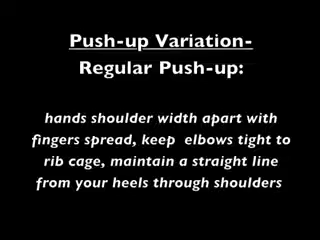 Push-up Variation-
Regular Push-up:
hands shoulder width apart with
fingers spread, keep elbows tight to
rib cage, maintain a straight line
from your heels through shoulders